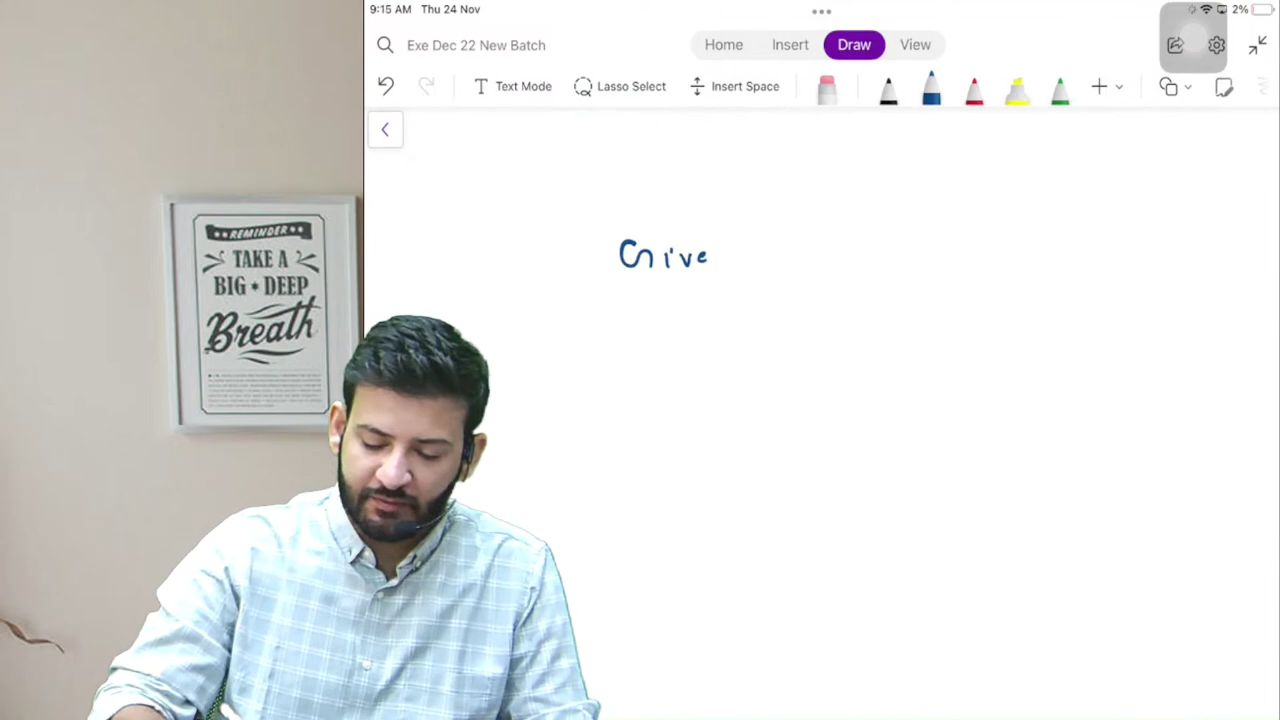 9:15 AM Thu 24 Nov
2%
Exe Dec 22 New Batch
Home Insert Draw View
Text Mode Lasso Select Insert Space
Give
REMINDER
TAKE A
BIG DEEP
Breath